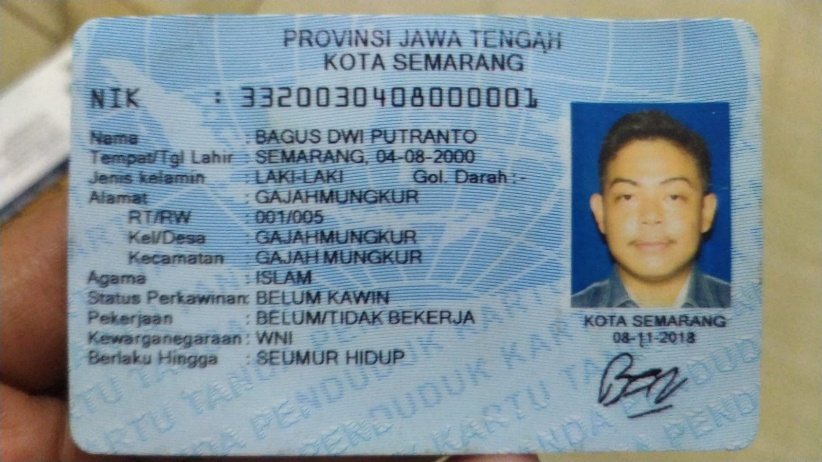 PROVINSI JAWA TENGAH
KOTA SEMARANG
NIK : 3320030408000001
Nama : BAGUS DWI PUTRANTO
Tempat/Tgl Lahir : SEMARANG, 04-08-2000
Jenis kelamin : LAKI-LAKI Gol. Darah : -
Alamat : GAJAHMUNGKUR
RT/RW : 001/005
Kel/Desa : GAJAHMUNGKUR
Kecamatan : GAJAH MUNGKUR
Agama : ISLAM
Status Perkawinan: BELUM KAWIN
Pekerjaan : BELUM/TIDAK BEKERJA
Kewarganegaraan : WNI
Berlaku Hingga : SEUMUR HIDUP
KOTA SEMARANG
08-11-2018
KARTU TANDA PENDUDUK